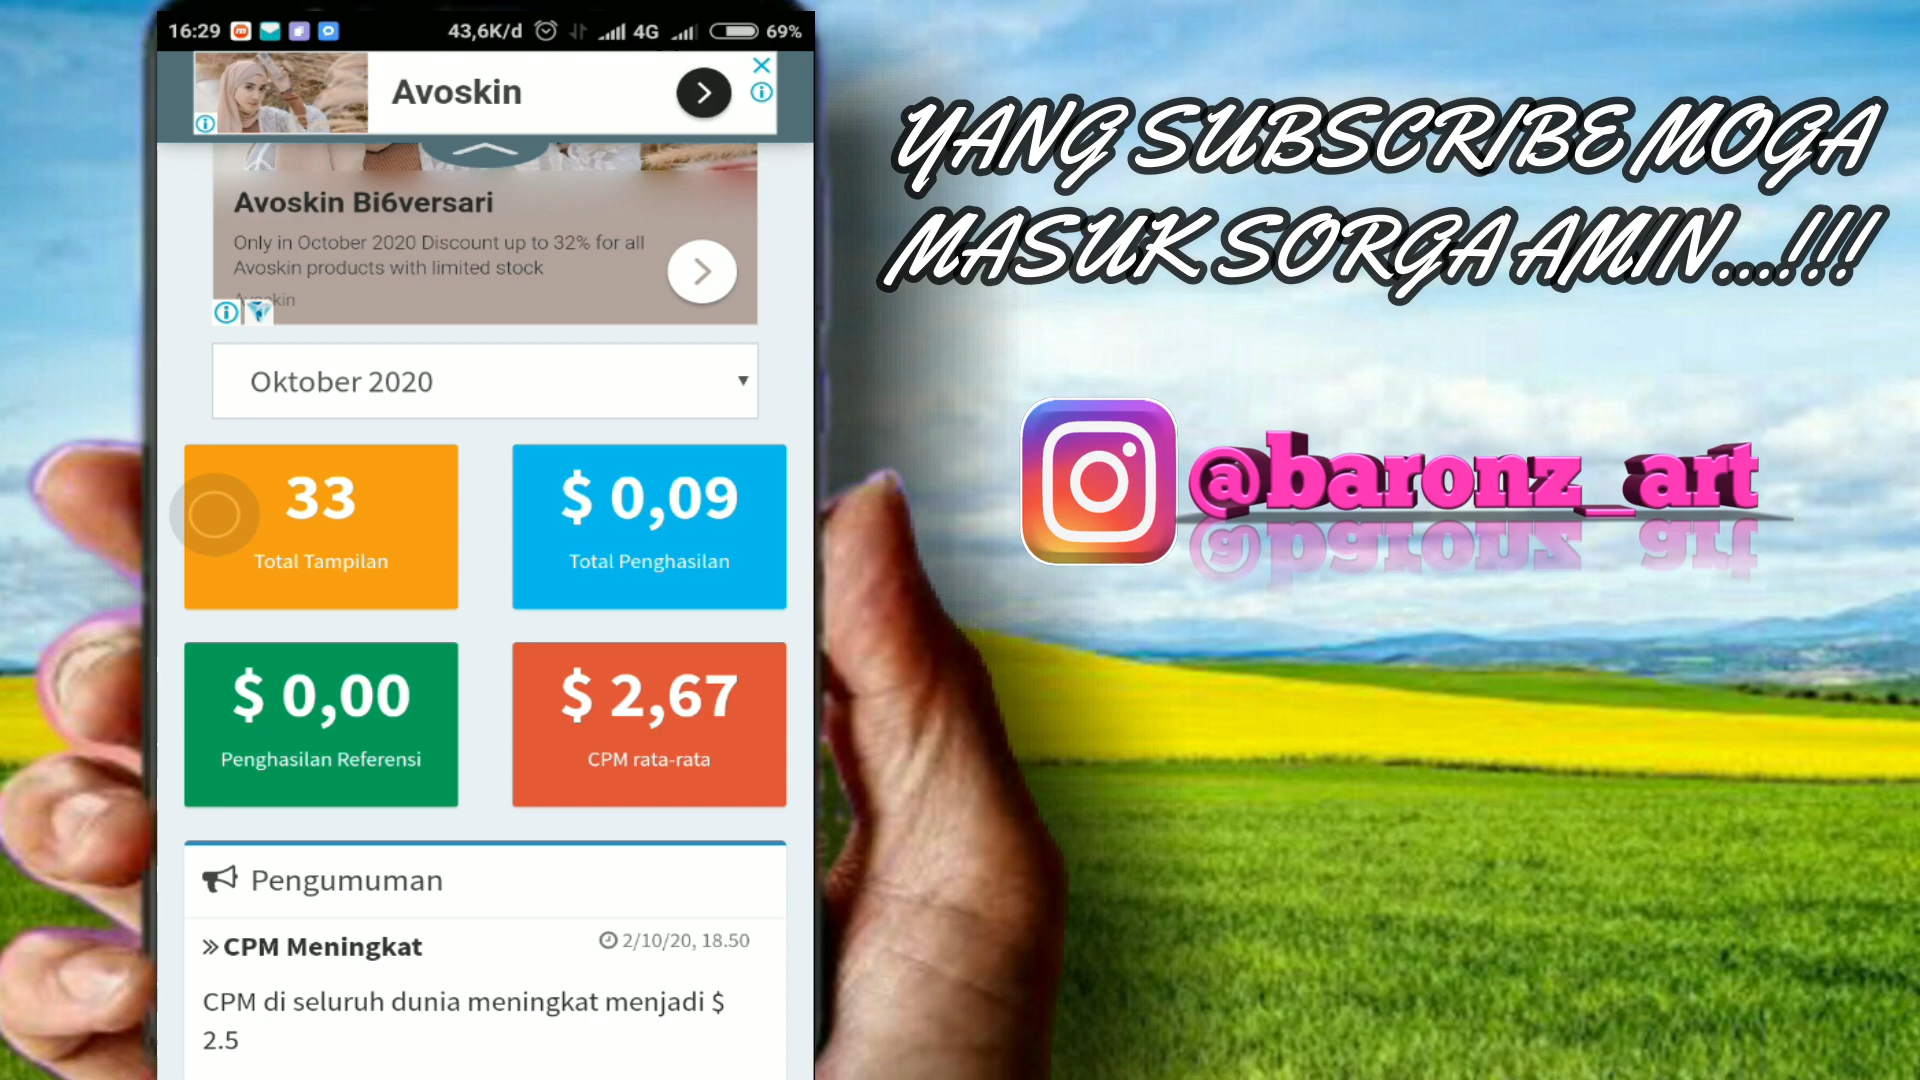 16:29 43,6K/d 4G 69%
Avoskin
Avoskin Bi6versari
Only in October 2020 Discount up to 32% for all
Avoskin products with limited stock
Avoskin
Oktober 2020
33
Total Tampilan
$ 0,09
Total Penghasilan
$ 0,00
Penghasilan Referensi
$ 2,67
CPM rata-rata
Pengumuman
CPM Meningkat
2/10/20, 18.50
CPM di seluruh dunia meningkat menjadi $
2.5
YANG SUBSCRIBE MOGA
MASUK SORGA AMIN....!!!
@baronz_art